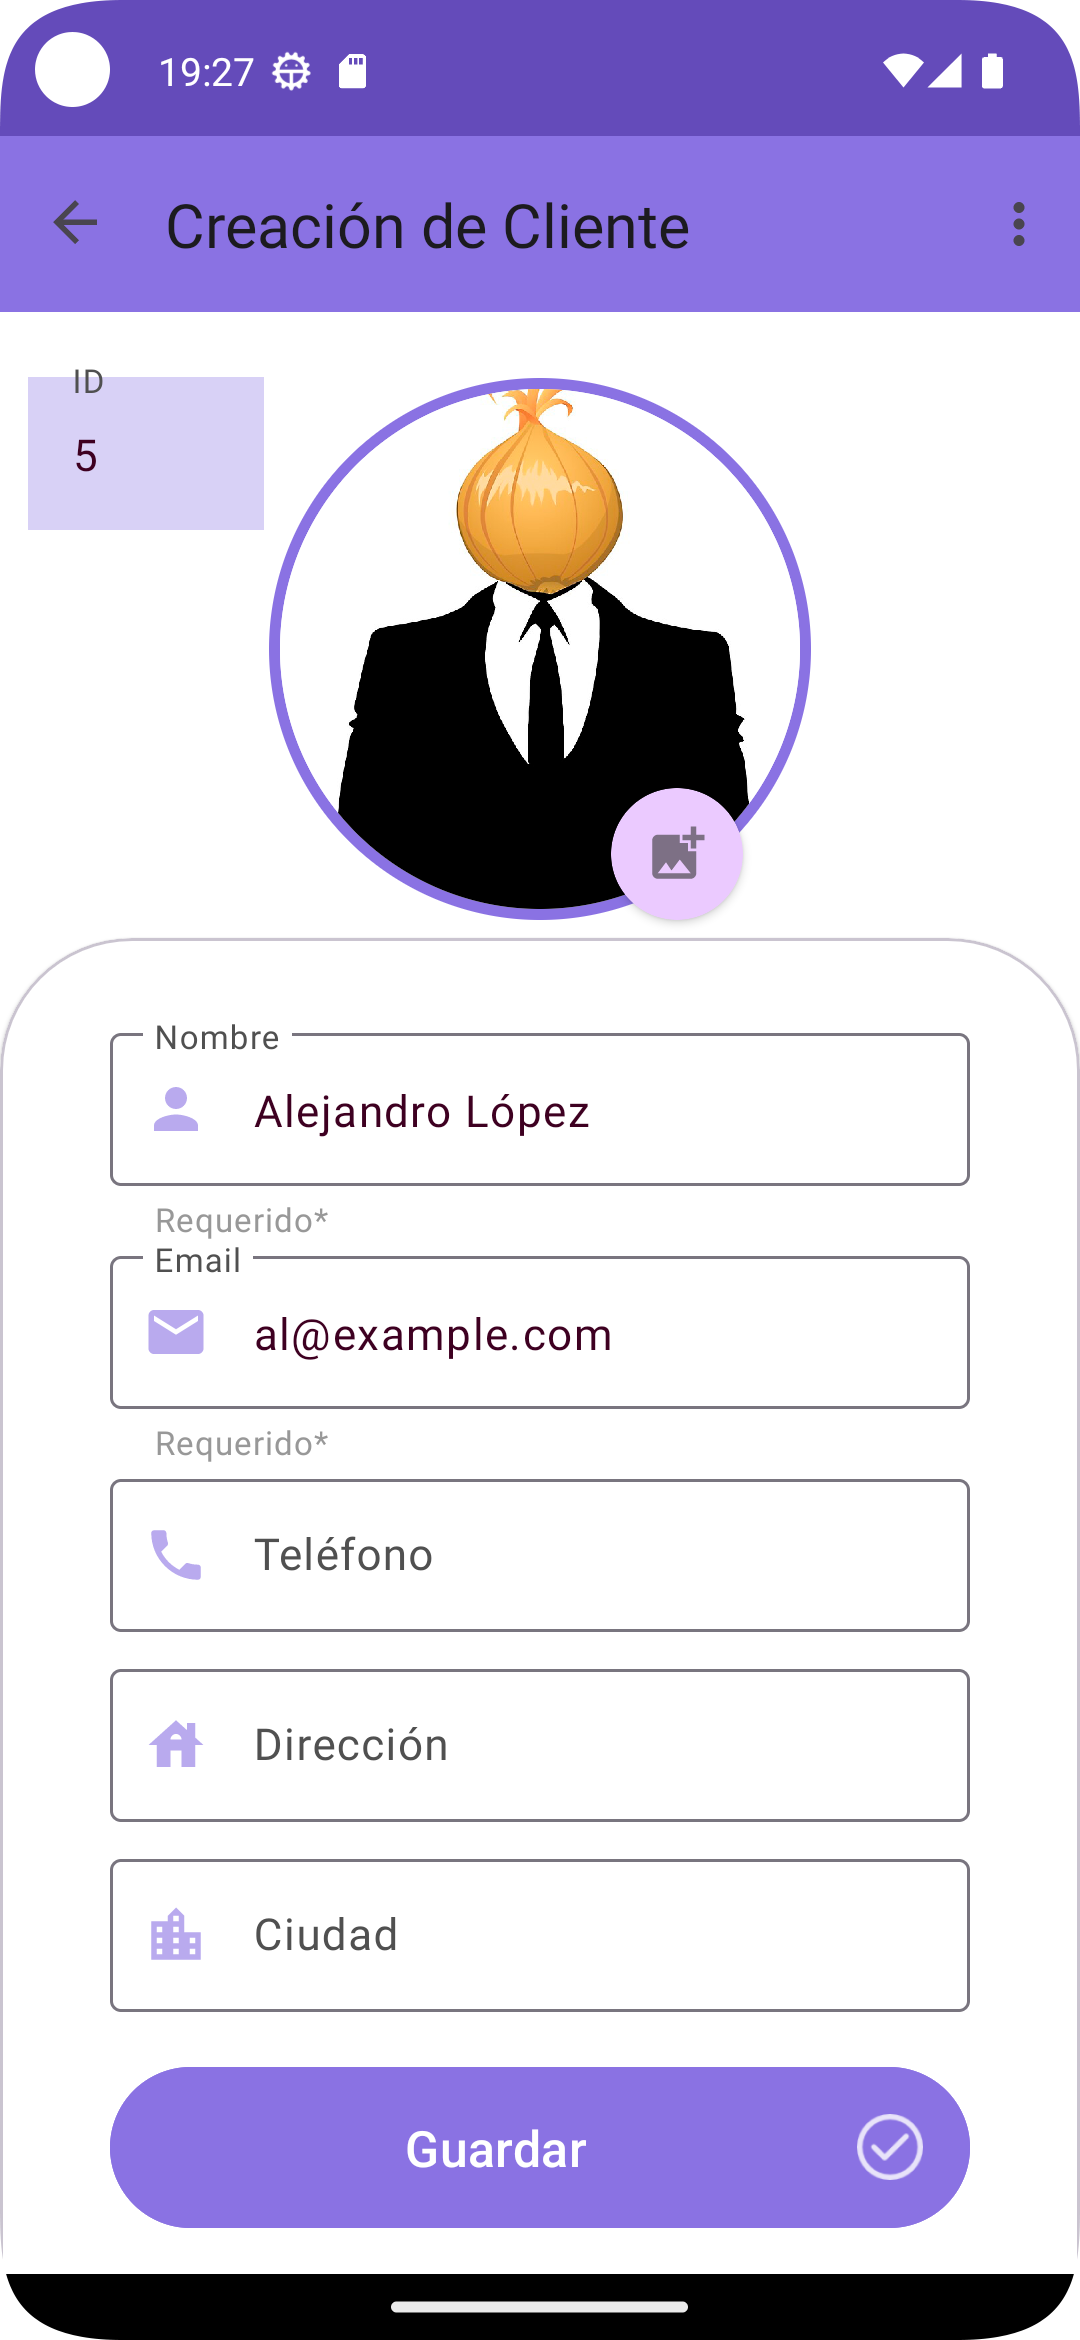 19:27
Creación de Cliente
ID
5
Nombre
Alejandro López
Requerido*
Email
al@example.com
Requerido*
Teléfono
Dirección
Ciudad
Guardar